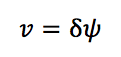 𝑣 = δ𝜓